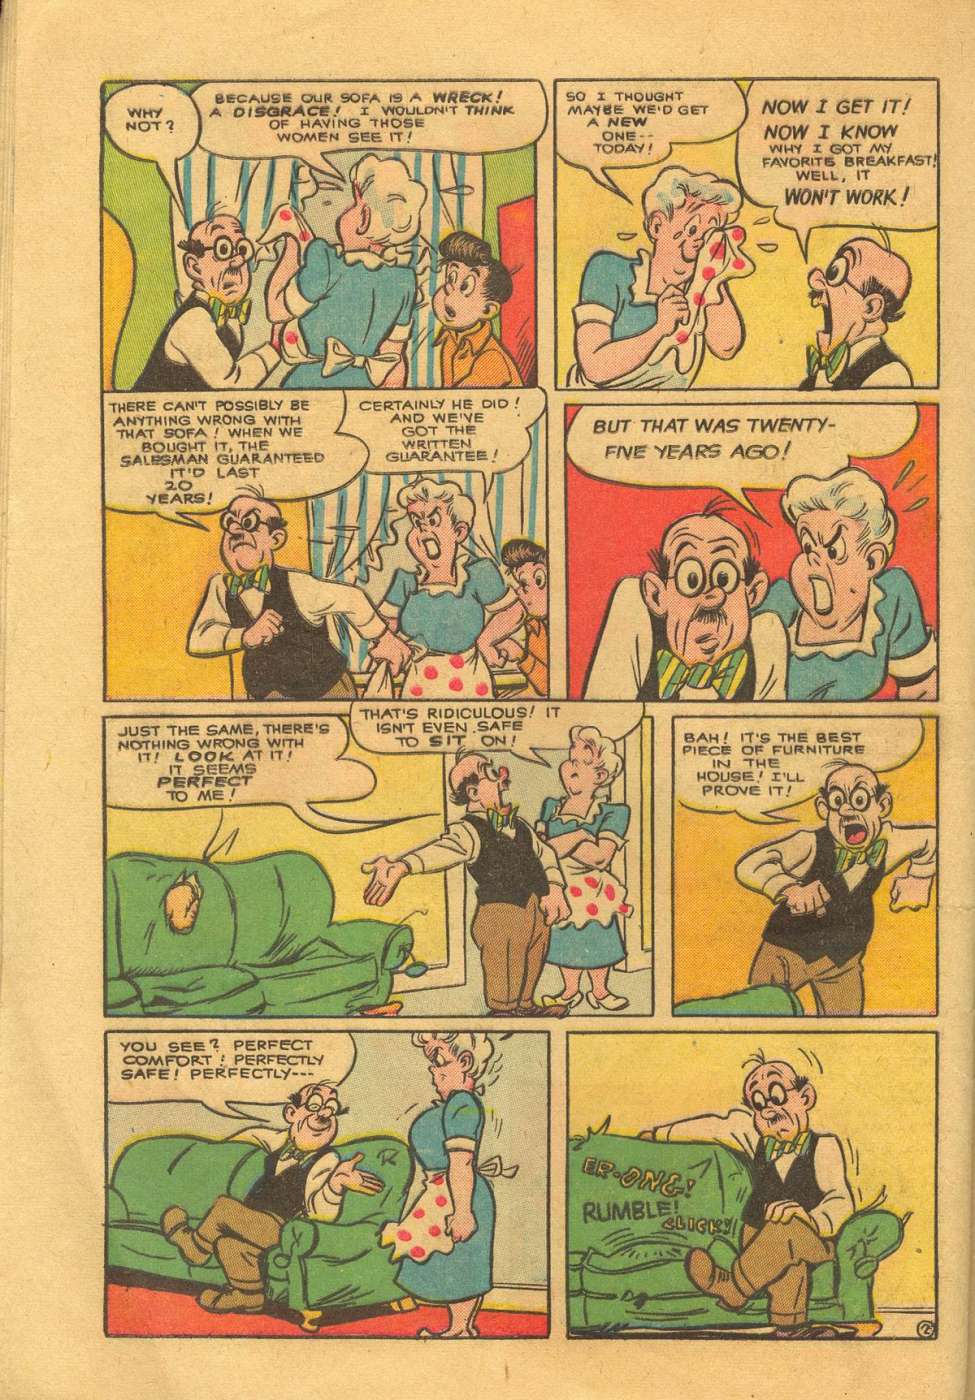 WHY
NOT?
BECAUSE OUR SOFA IS A WRECK!
A DISGRACE! I WOULDN'T THINK
OF HAVING THOSE
WOMEN SEE IT!
SO I THOUGHT
MAYBE WE'D GET
A NEW
ONE--
TODAY!
NOW I GET IT!
NOW I KNOW
WHY I GOT MY
FAVORITE BREAKFAST!
WELL, IT
WON'T WORK!
THERE CAN'T POSSIBLY BE
ANYTHING WRONG WITH
THAT SOFA! WHEN WE
BOUGHT IT, THE
SALESMAN GUARANTEED
IT'D LAST
20
YEARS!
CERTAINLY HE DID!
AND WE'VE
GOT THE
WRITTEN
GUARANTEE!
BUT THAT WAS TWENTY-
FIVE YEARS AGO!
JUST THE SAME, THERE'S
NOTHING WRONG WITH
IT! LOOK AT IT!
IT SEEMS
PERFECT
TO ME!
THAT'S RIDICULOUS! IT
ISN'T EVEN SAFE
TO SIT ON!
BAH! IT'S THE BEST
PIECE OF FURNITURE
IN THE
HOUSE! I'LL
PROVE IT!
YOU SEE? PERFECT
COMFORT! PERFECTLY
SAFE! PERFECTLY---
ER-ONG!
RUMBLE!
CLICK!
2